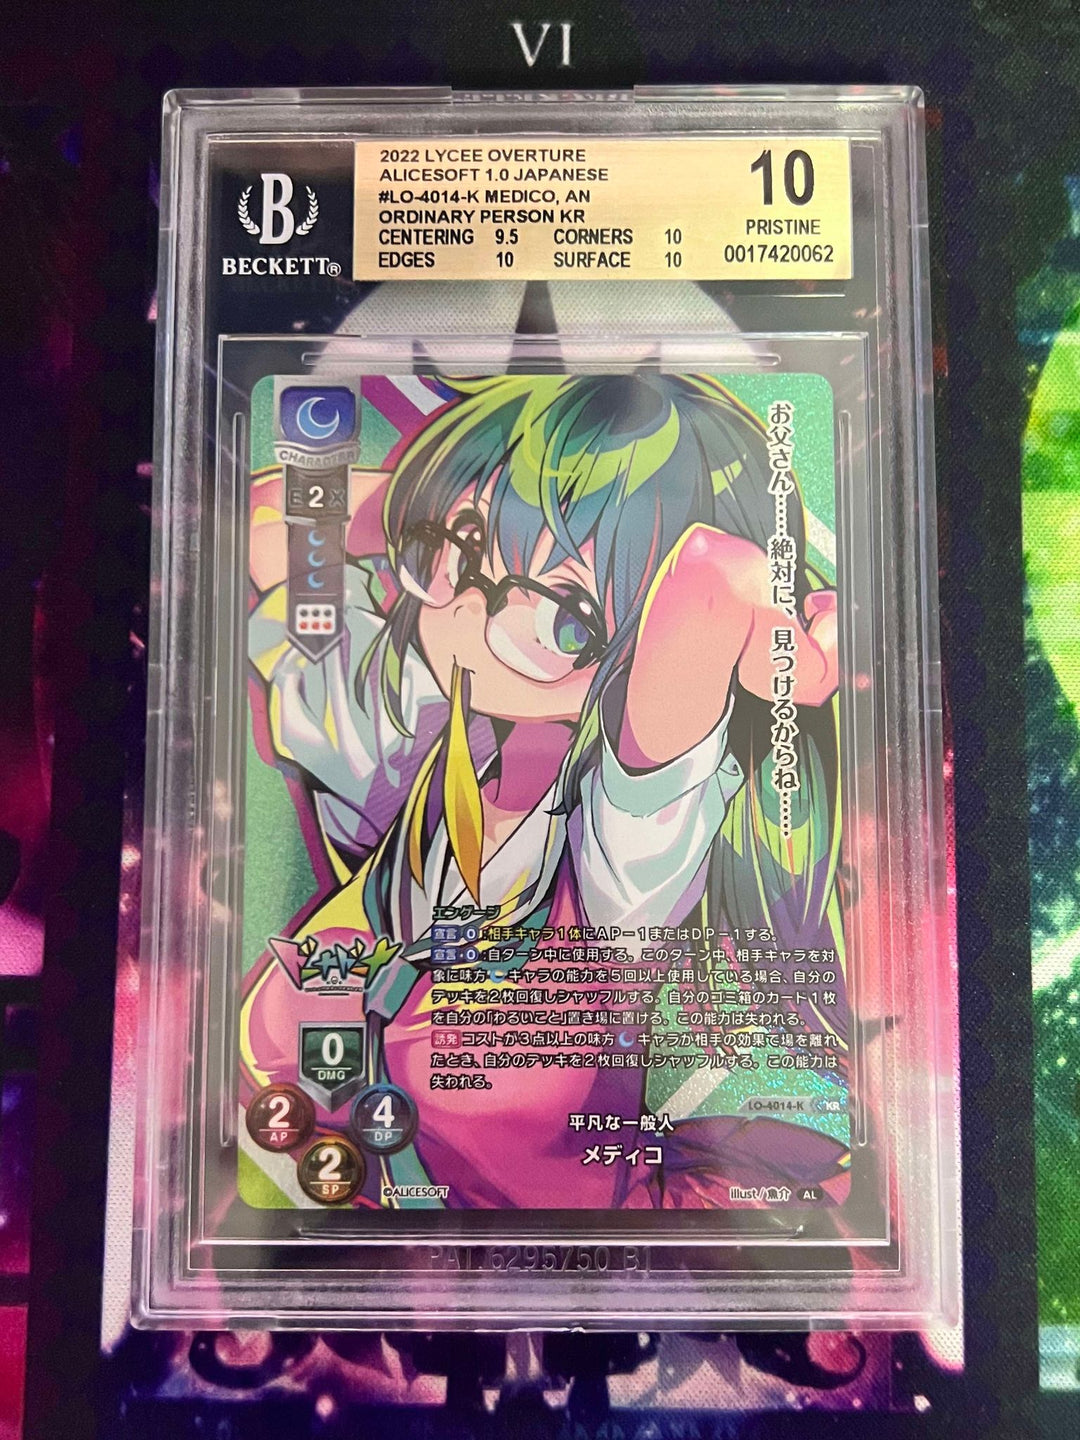 VI
2022 LYCEE OVERTURE
ALICESOFT 1.0 JAPANESE
#LO-4014-K MEDICO, AN
ORDINARY PERSON KR
CENTERING 9.5 CORNERS 10
EDGES 10 SURFACE 10
10
PRISTINE
0017420062
B
BECKETT®
CHARACTER
E 2 X
お父さん……絶対に、見つけるからね……
エンゲージ
宣言 0:相手キャラ1体にAP-1またはDP-1する。
宣言 0:自ターン中に使用する。このターン中、相手キャラを対
象に味方キャラの能力を5回以上使用している場合、自分の
デッキを2枚回復しシャッフルする。自分のゴミ箱のカード1枚
を自分の「わるいこと」置き場に置ける。この能力は失われる。
誘発 コストが3点以上の味方キャラが相手の効果で場を離れ
たとき、自分のデッキを2枚回復しシャッフルする。この能力は
失われる。
ドーナドーナ
0
DMG
2
AP
4
DP
2
SP
LO-4014-K KR
平凡な一般人
メディコ
©ALICESOFT
illust/魚介 AL
PAT.6295750 B1